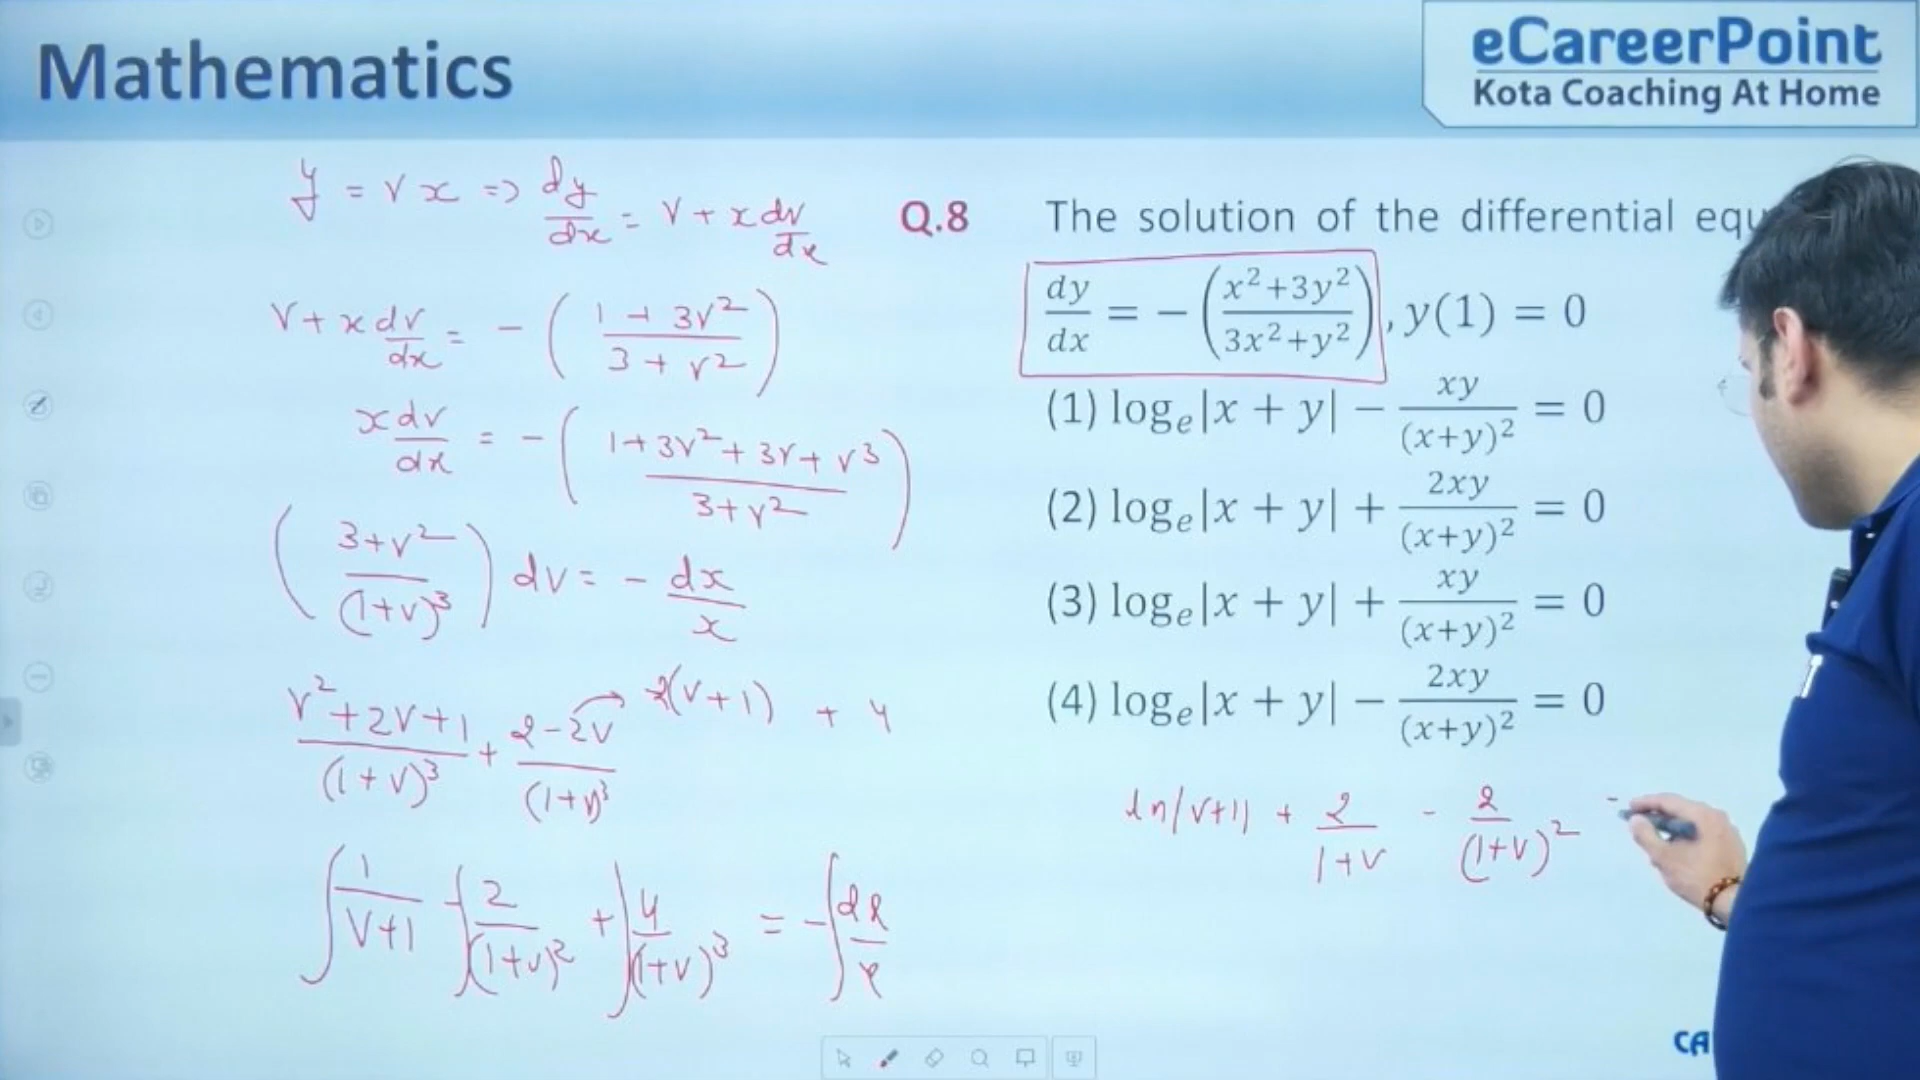 Mathematics
eCareerPoint
Kota Coaching At Home
y = vx => dy/dx = v + x dv/dx
v + x dv/dx = - ( 1 + 3v² / 3 + v² )
x dv/dx = - ( 1 + 3v² + 3v + v³ / 3 + v² )
( 3 + v² / (1+v)³ ) dv = - dx/x
v² + 2v + 1 / (1+v)³ + 2 - 2v / (1+v)³ → -2(v+1) + 4
∫ 1/v+1 - ∫ 2/(1+v)² + ∫ 4/(1+v)³ = - ∫ dx/x
Q.8 The solution of the differential equ
dy/dx = - ( x²+3y² / 3x²+y² ), y(1) = 0
(1) logₑ|x + y| − xy/(x+y)² = 0
(2) logₑ|x + y| + 2xy/(x+y)² = 0
(3) logₑ|x + y| + xy/(x+y)² = 0
(4) logₑ|x + y| − 2xy/(x+y)² = 0
ln|v+1| + 2/1+v - 2/(1+v)²
CA